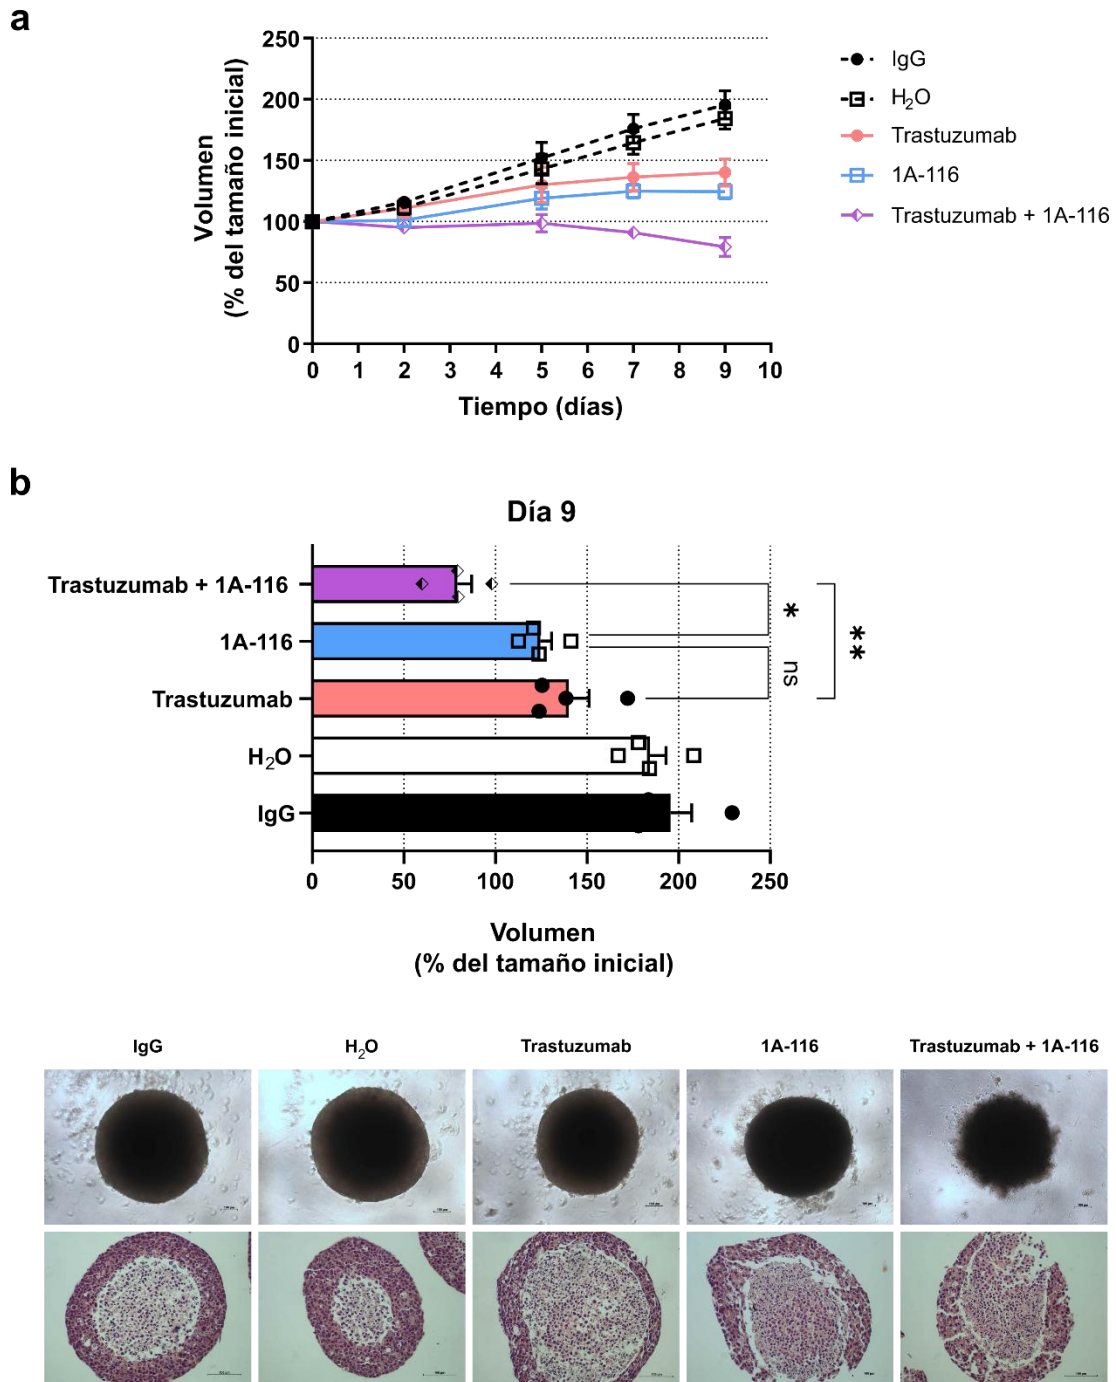 a
250
200
150
100
50
0
Volumen
(% del tamaño inicial)
0 1 2 3 4 5 6 7 8 9 10
Tiempo (días)
IgG
H₂O
Trastuzumab
1A-116
Trastuzumab + 1A-116
b
Día 9
Trastuzumab + 1A-116
1A-116
Trastuzumab
H₂O
IgG
*
**
ns
0 50 100 150 200 250
Volumen
(% del tamaño inicial)
IgG H₂O Trastuzumab 1A-116 Trastuzumab + 1A-116